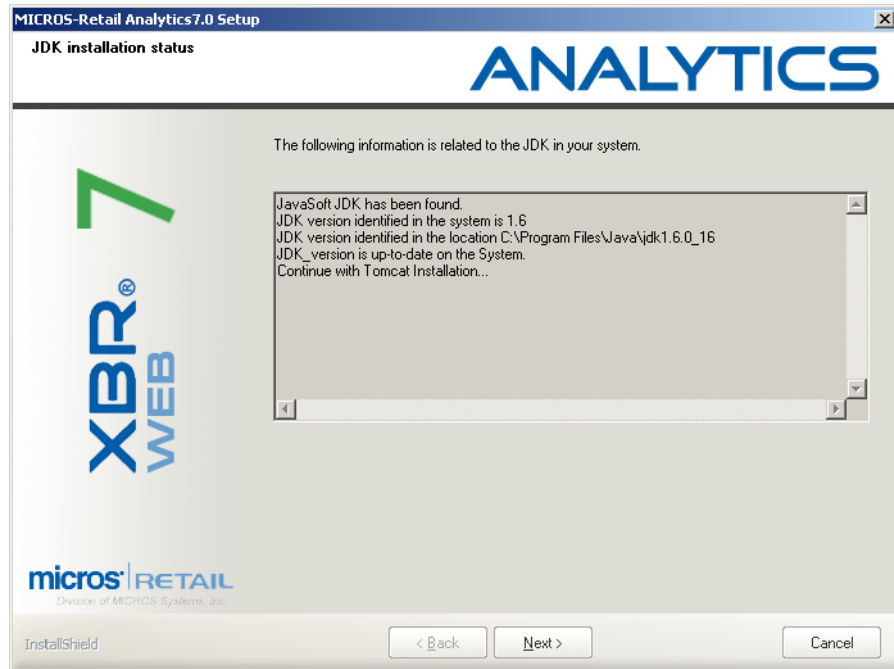 MICROS-Retail Analytics7.0 Setup
JDK installation status
ANALYTICS
The following information is related to the JDK in your system.
JavaSoft JDK has been found.
JDK version identified in the system is 1.6
JDK version identified in the location C:\Program Files\Java\jdk1.6.0_16
JDK_version is up-to-date on the System.
Continue with Tomcat Installation...
XBR® 7
WEB
micros® RETAIL
Division of MICROS Systems, Inc
InstallShield
< Back
Next >
Cancel